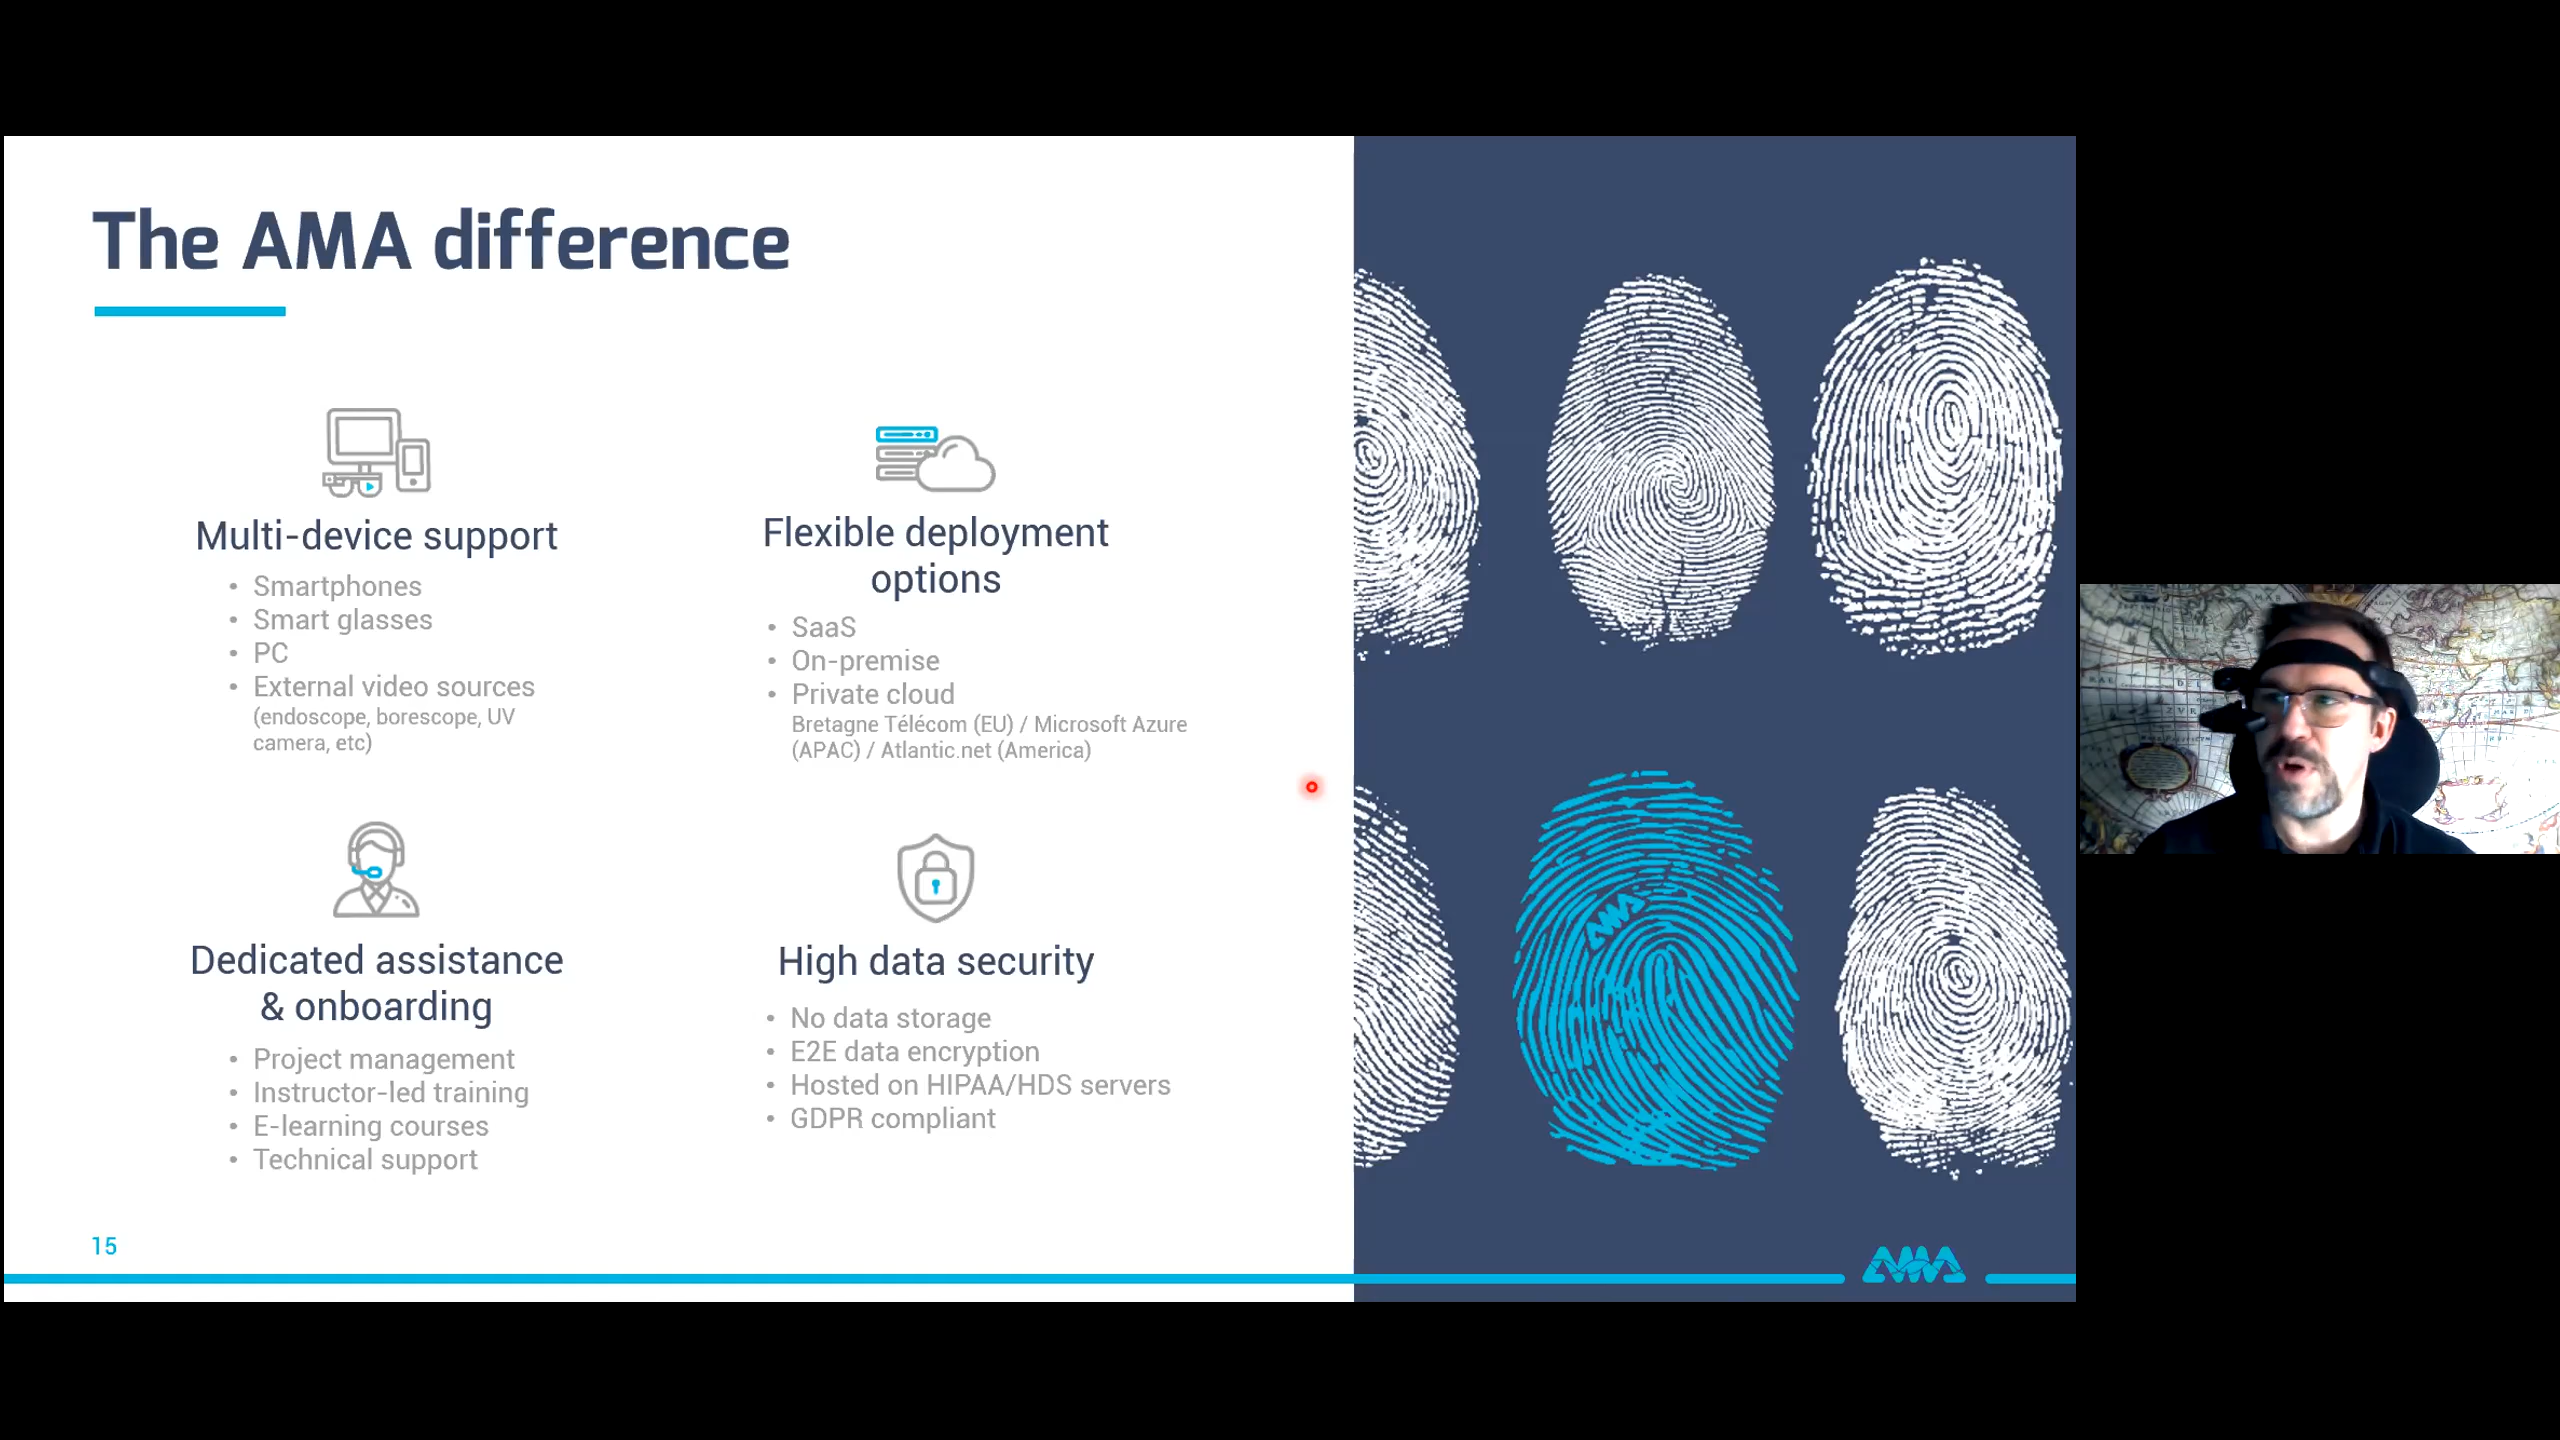 The AMA difference
Multi-device support
• Smartphones
• Smart glasses
• PC
• External video sources
(endoscope, borescope, UV
camera, etc)
Flexible deployment
options
• SaaS
• On-premise
• Private cloud
Bretagne Télécom (EU) / Microsoft Azure
(APAC) / Atlantic.net (America)
Dedicated assistance
& onboarding
• Project management
• Instructor-led training
• E-learning courses
• Technical support
High data security
• No data storage
• E2E data encryption
• Hosted on HIPAA/HDS servers
• GDPR compliant
AMA
15
AMA